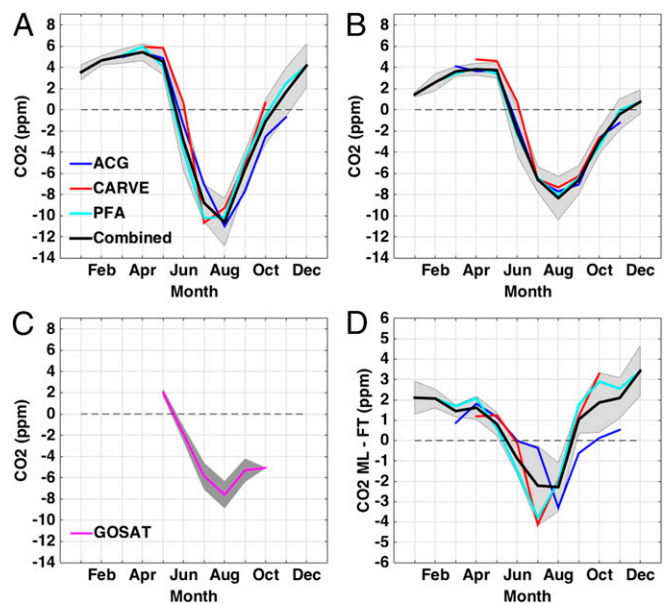 A
8
6
4
2
0
-2
-4
-6
-8
-10
-12
-14
CO2 (ppm)
ACG
CARVE
PFA
Combined
Feb Apr Jun Aug Oct Dec
Month
B
8
6
4
2
0
-2
-4
-6
-8
-10
-12
-14
CO2 (ppm)
Feb Apr Jun Aug Oct Dec
Month
C
8
6
4
2
0
-2
-4
-6
-8
-10
-12
-14
CO2 (ppm)
GOSAT
Feb Apr Jun Aug Oct Dec
Month
D
6
5
4
3
2
1
0
-1
-2
-3
-4
-5
-6
CO2 ML - FT (ppm)
Feb Apr Jun Aug Oct Dec
Month